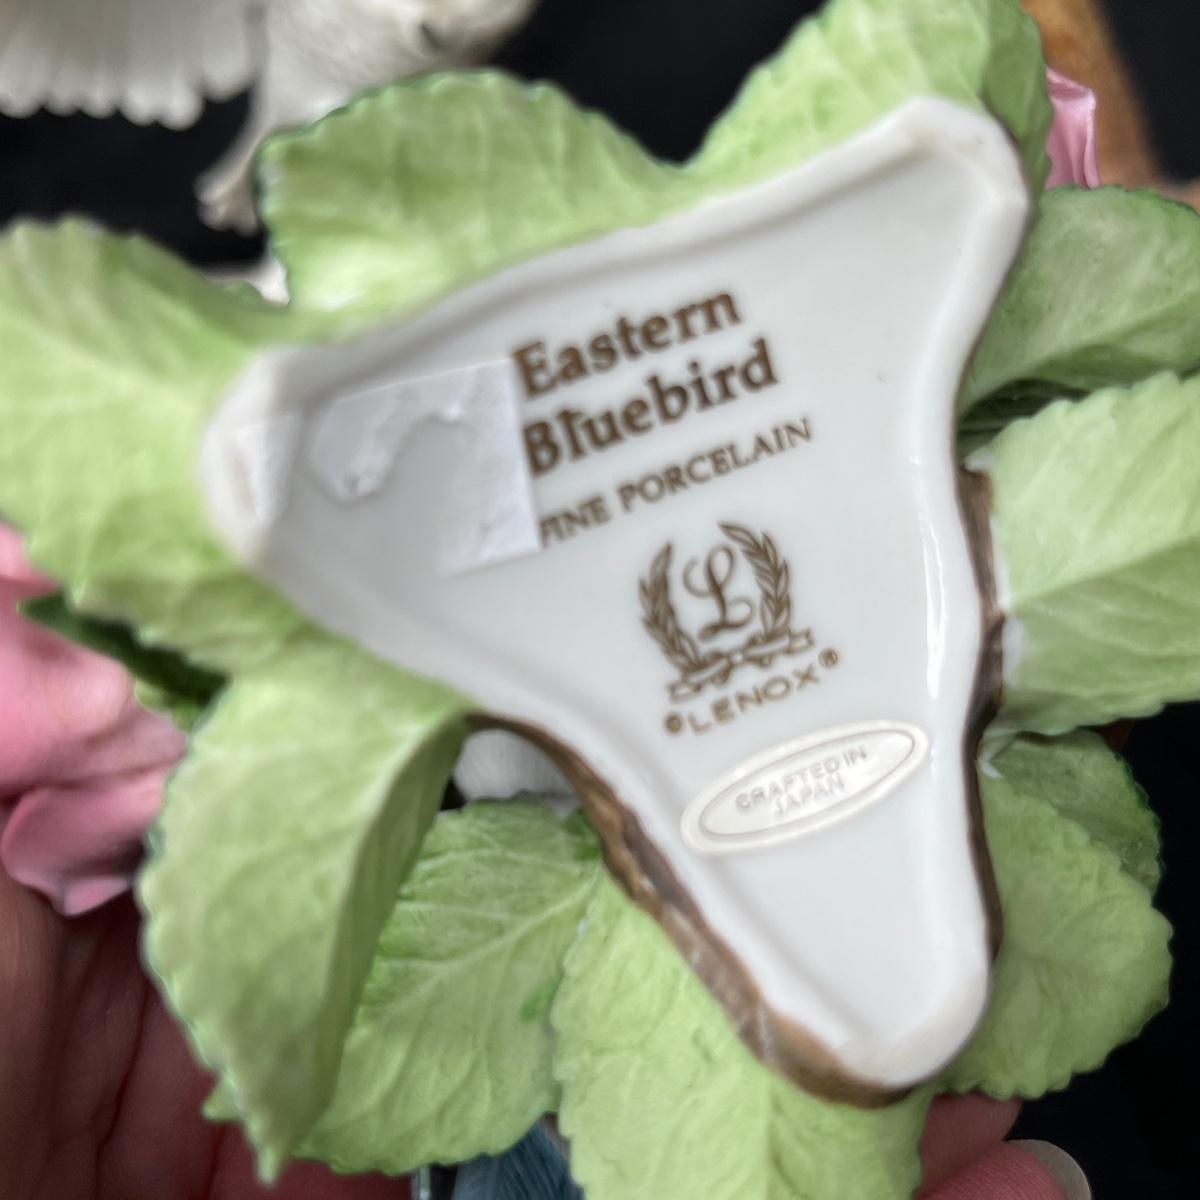 Eastern
Bluebird
FINE PORCELAIN
L
©LENOX®
CRAFTED IN
JAPAN